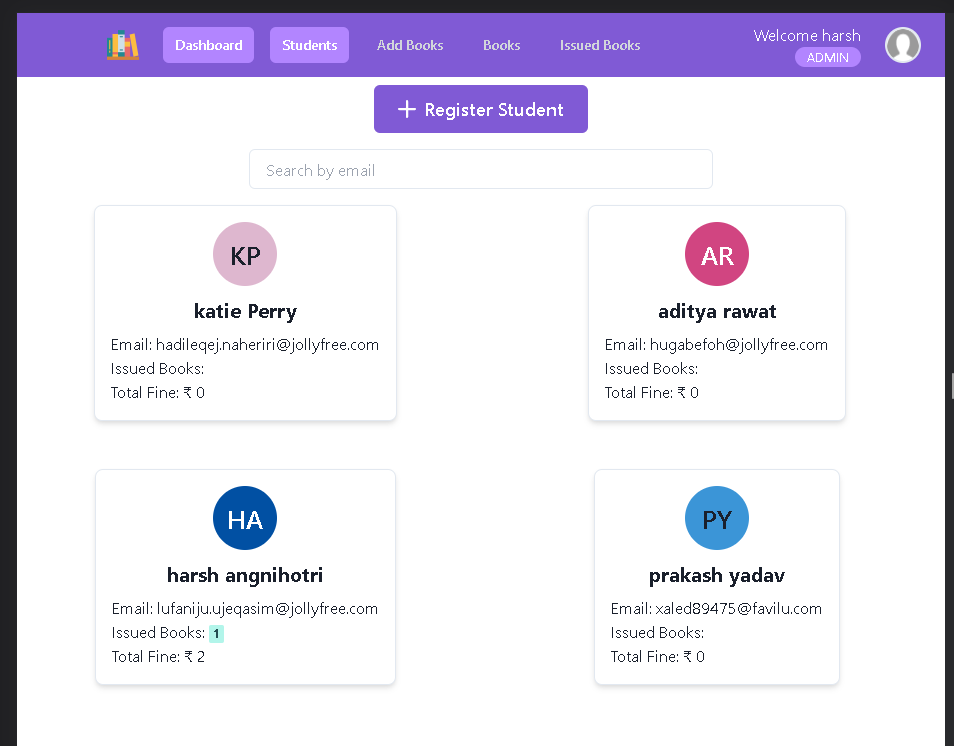 Dashboard Students Add Books Books Issued Books
Welcome harsh
ADMIN
Register Student
Search by email
KP
katie Perry
Email: hadileqej.naheriri@jollyfree.com
Issued Books:
Total Fine: ₹ 0
AR
aditya rawat
Email: hugabefoh@jollyfree.com
Issued Books:
Total Fine: ₹ 0
HA
harsh angnihotri
Email: lufaniju.ujeqasim@jollyfree.com
Issued Books: 1
Total Fine: ₹ 2
PY
prakash yadav
Email: xaled89475@favilu.com
Issued Books:
Total Fine: ₹ 0